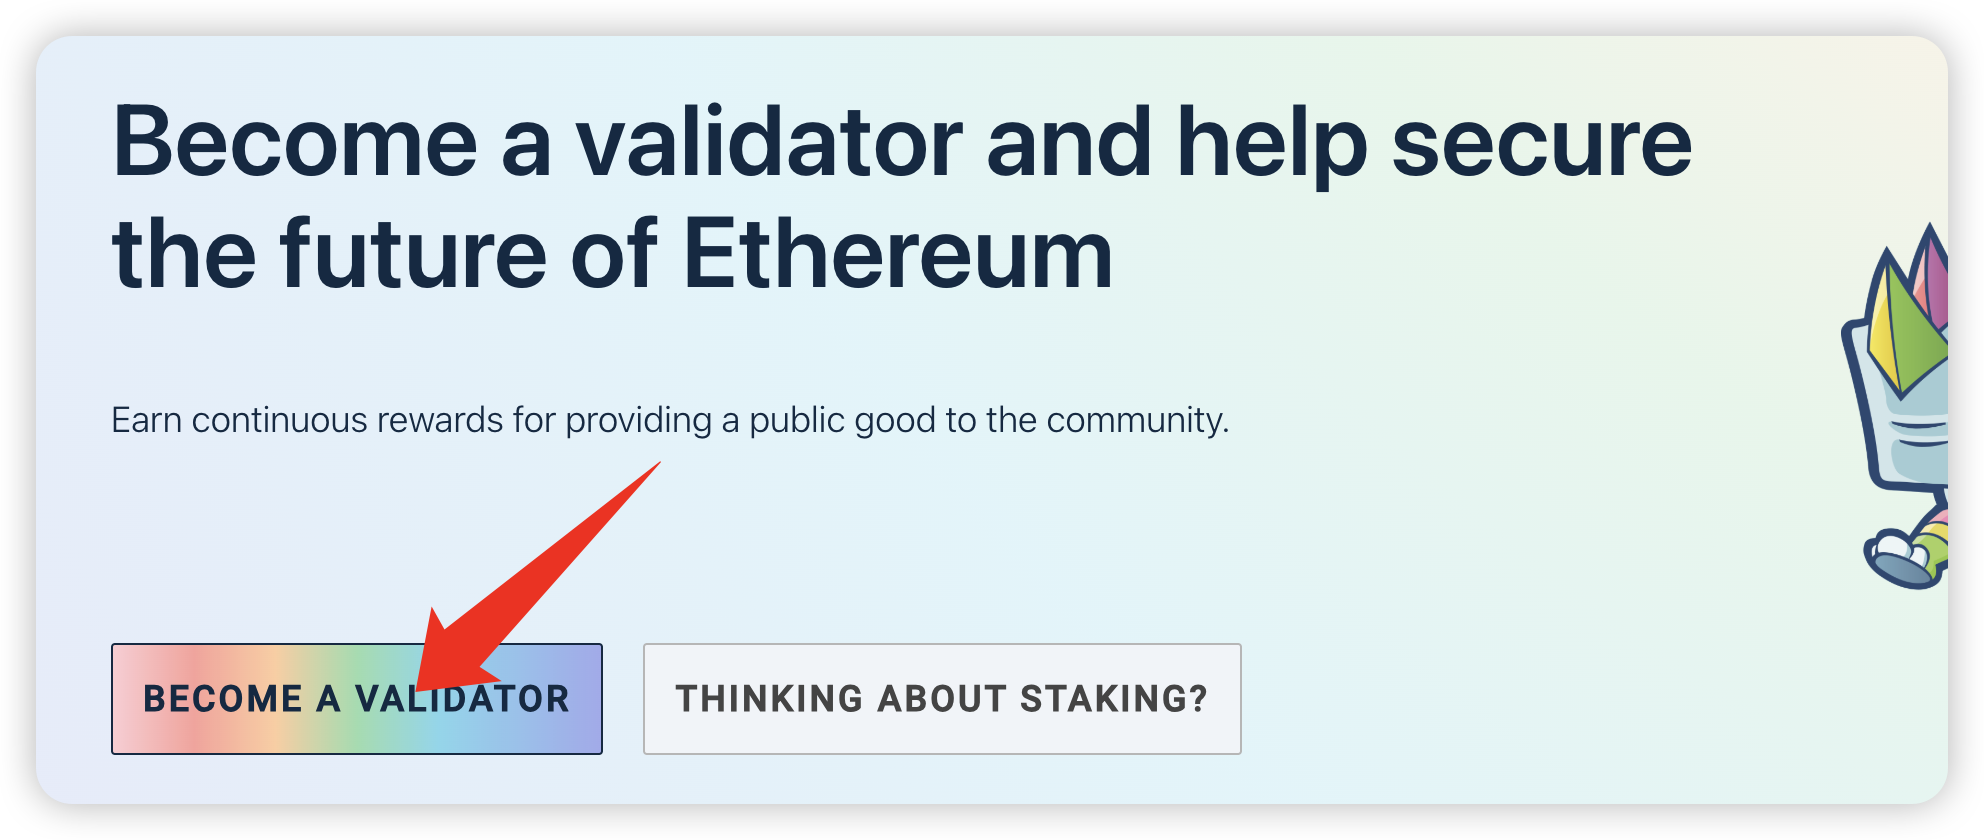 Become a validator and help secure
the future of Ethereum
Earn continuous rewards for providing a public good to the community.
BECOME A VALIDATOR
THINKING ABOUT STAKING?